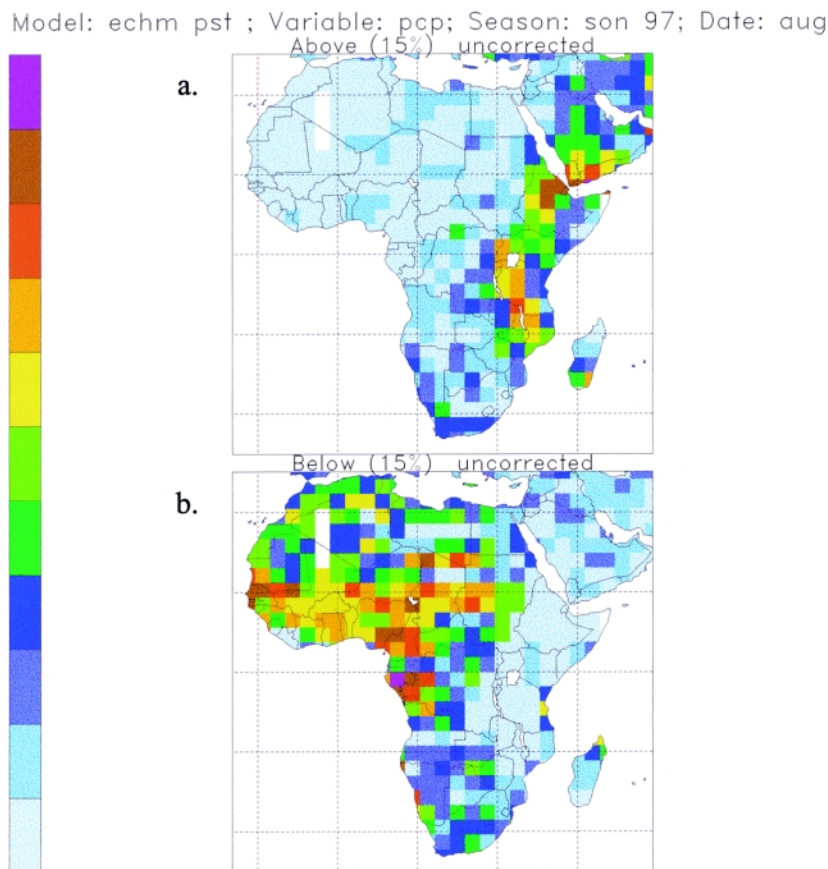 Model: echm pst ; Variable: pcp; Season: son 97; Date: aug
Above (15%) uncorrected
a.
Below (15%) uncorrected
b.